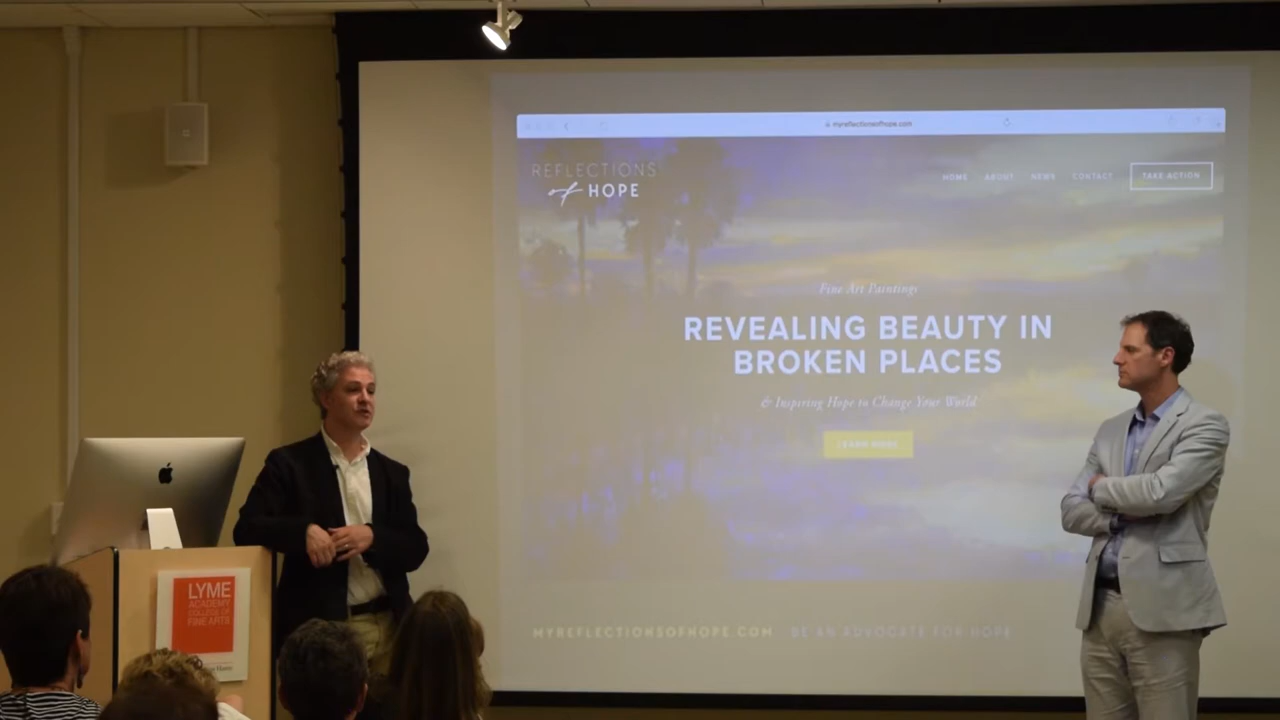 myreflectionsofhope.com
REFLECTIONS
of HOPE
HOME ABOUT NEWS CONTACT TAKE ACTION
Fine Art Paintings
REVEALING BEAUTY IN
BROKEN PLACES
& Inspiring Hope to Change Your World
LEARN MORE
MYREFLECTIONSOFHOPE.COM BE AN ADVOCATE FOR HOPE
LYME
ACADEMY
COLLEGE OF
FINE ARTS